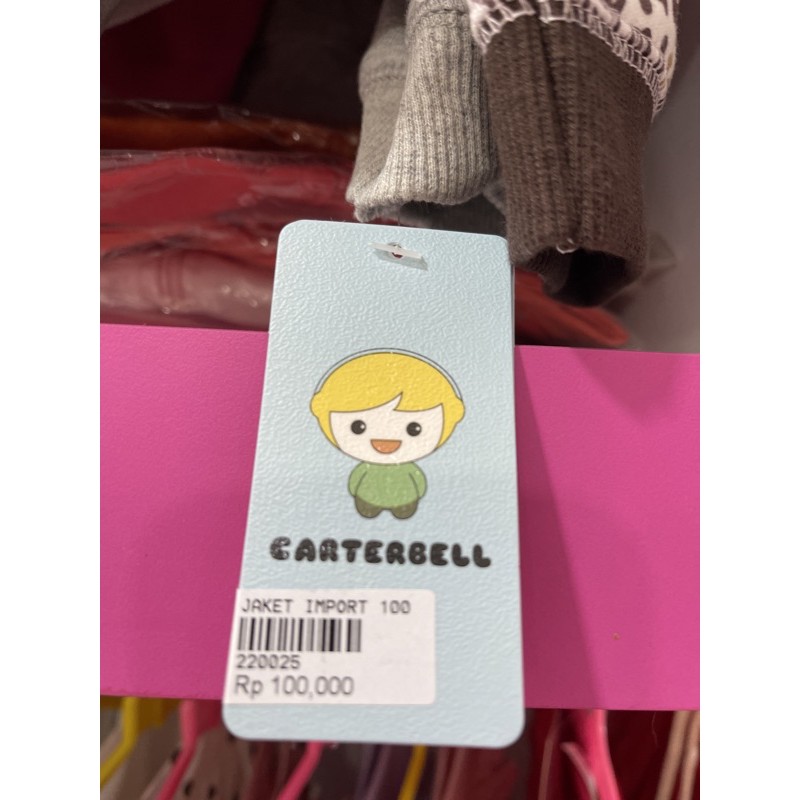 CARTERBELL
JAKET IMPORT 100
220025
Rp 100,000